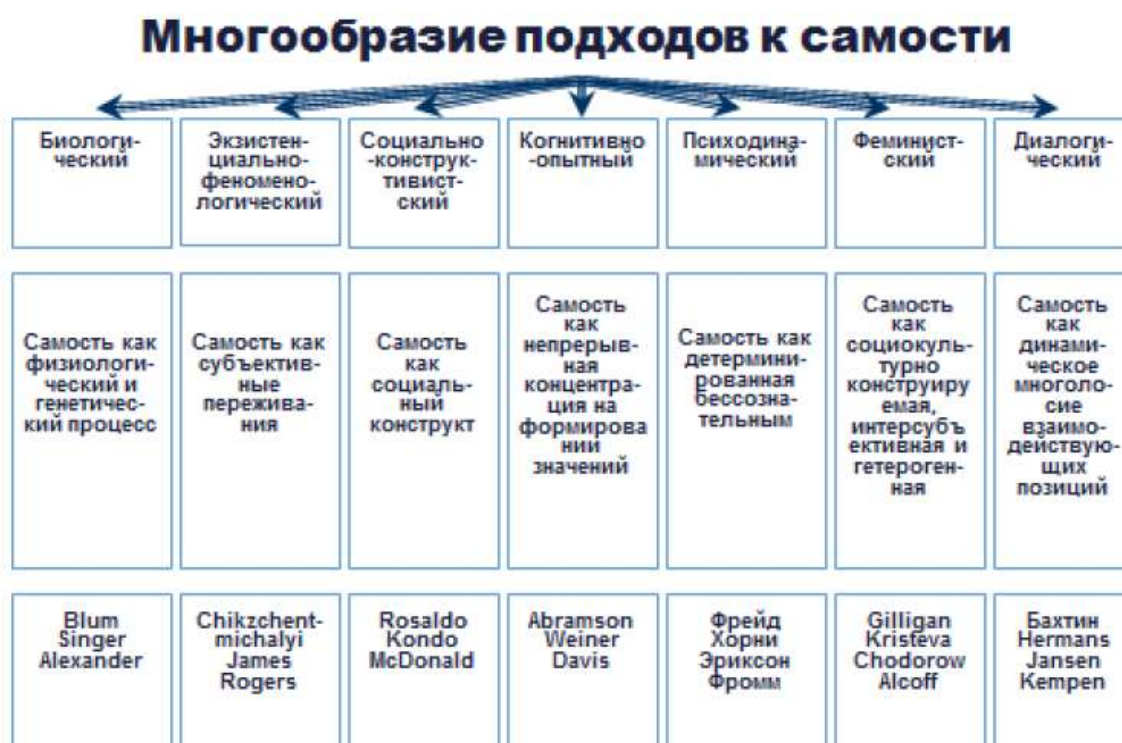 Многообразие подходов к самости
Биологи-
ческий
Экзистен-
циально-
феномено-
логический
Социально
-конструк-
тивист-
ский
Когнитивно
-опытный
Психодина-
мический
Феминист-
ский
Диалоги-
ческий
Самость как
физиологи-
ческий и
генетичес-
кий процесс
Самость как
субъектив-
ные
пережива-
ния
Самость
как
социаль-
ный
конструкт
Самость
как
непрерыв-
ная
концентра-
ция на
формирова
нии
значений
Самость как
детермини-
рованная
бессозна-
тельным
Самость
как
социокуль-
турно
конструиру
емая,
интерсубъ
ективная и
гетероген-
ная
Самость
как
динами-
ческое
многоло-
сие
взаимо-
действую-
щих
позиций
Blum
Singer
Alexander
Chikzchent-
michalyi
James
Rogers
Rosaldo
Kondo
McDonald
Abramson
Weiner
Davis
Фрейд
Хорни
Эриксон
Фромм
Gilligan
Kristeva
Chodorow
Alcoff
Бахтин
Hermans
Jansen
Kempen